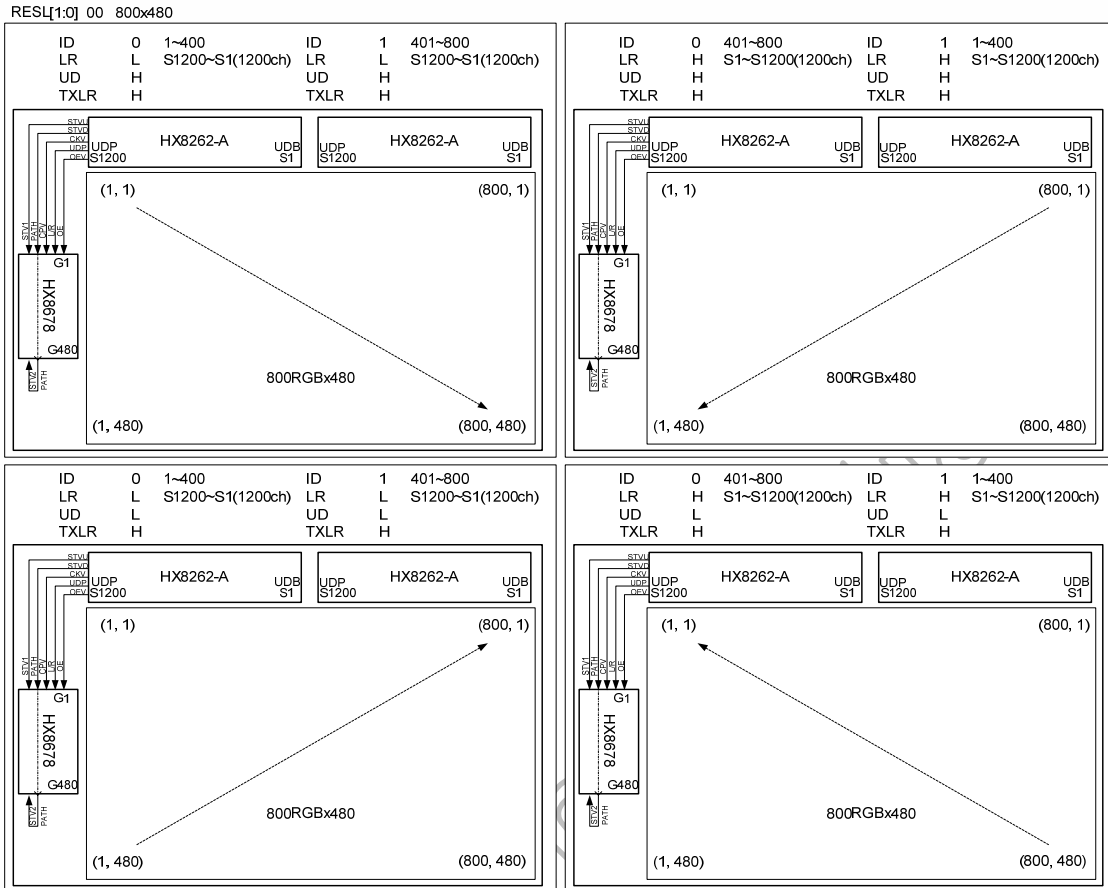 RESL[1:0] 00 800x480
ID 0 1~400 ID 1 401~800
LR L S1200~S1(1200ch) LR L S1200~S1(1200ch)
UD H UD H
TXLR H TXLR H
STVU
STVD
CKV
UDP
OEV
UDP HX8262-A UDB
S1200 S1
UDP HX8262-A UDB
S1200 S1
(1, 1) (800, 1)
STV1
PATH
CPV
L/R
OE
G1
HX8678
G480
STV2
PATH
800RGBx480
(1, 480) (800, 480)
ID 0 401~800 ID 1 1~400
LR H S1~S1200(1200ch) LR H S1~S1200(1200ch)
UD H UD H
TXLR H TXLR H
STVU
STVD
CKV
UDP
OEV
UDP HX8262-A UDB
S1200 S1
UDP HX8262-A UDB
S1200 S1
(1, 1) (800, 1)
STV1
PATH
CPV
L/R
OE
G1
HX8678
G480
STV2
PATH
800RGBx480
(1, 480) (800, 480)
ID 0 1~400 ID 1 401~800
LR L S1200~S1(1200ch) LR L S1200~S1(1200ch)
UD L UD L
TXLR H TXLR H
STVU
STVD
CKV
UDP
OEV
UDP HX8262-A UDB
S1200 S1
UDP HX8262-A UDB
S1200 S1
(1, 1) (800, 1)
STV1
PATH
CPV
L/R
OE
G1
HX8678
G480
STV2
PATH
800RGBx480
(1, 480) (800, 480)
ID 0 401~800 ID 1 1~400
LR H S1~S1200(1200ch) LR H S1~S1200(1200ch)
UD L UD L
TXLR H TXLR H
STVU
STVD
CKV
UDP
OEV
UDP HX8262-A UDB
S1200 S1
UDP HX8262-A UDB
S1200 S1
(1, 1) (800, 1)
STV1
PATH
CPV
L/R
OE
G1
HX8678
G480
STV2
PATH
800RGBx480
(1, 480) (800, 480)